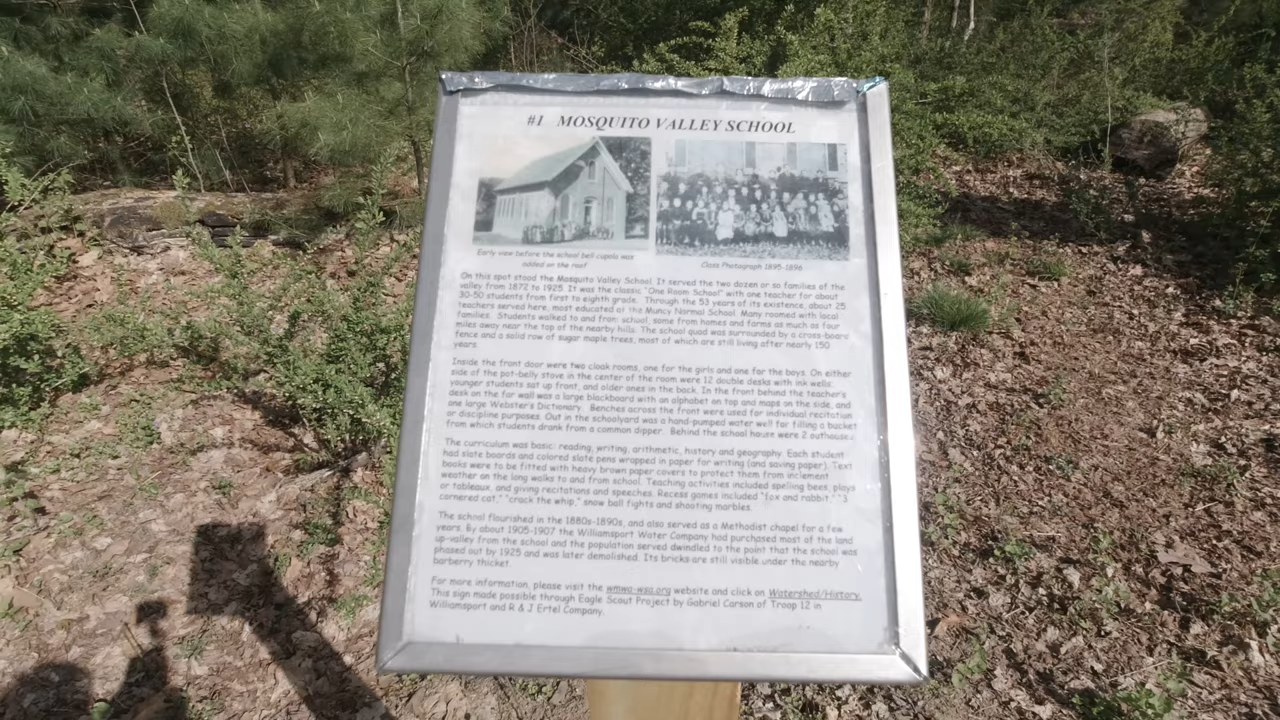 #1 MOSQUITO VALLEY SCHOOL
Early view before the school bell cupola was
added on the roof
Class Photograph 1895-1896
On this spot stood the Mosquito Valley School. It served the two dozen or so families of the
valley from 1872 to 1925. It was the classic "One Room School" with one teacher for about
30-50 students from first to eighth grade. Through the 53 years of its existence, about 25
teachers served here, most educated at the Muncy Normal School. Many roomed with local
families. Students walked to and from school, some from homes and farms as much as four
miles away near the top of the nearby hills. The school quad was surrounded by a cross-board
fence and a solid row of sugar maple trees, most of which are still living after nearly 150
years.
Inside the front door were two cloak rooms, one for the girls and one for the boys. On either
side of the pot-belly stove in the center of the room were 12 double desks with ink wells;
younger students sat up front, and older ones in the back. In the front behind the teacher's
desk on the far wall was a large blackboard with an alphabet on top and maps on the side, and
one large Webster's Dictionary. Benches across the front were used for individual recitation
or discipline purposes. Out in the schoolyard was a hand-pumped water well for filling a bucket
from which students drank from a common dipper. Behind the school house were 2 outhouses.
The curriculum was basic: reading, writing, arithmetic, history and geography. Each student
had slate boards and colored slate pens wrapped in paper for writing (and saving paper). Text
books were to be fitted with heavy brown paper covers to protect them from inclement
weather on the long walks to and from school. Teaching activities included spelling bees, plays
or tableaux, and giving recitations and speeches. Recess games included "fox and rabbit," "3
cornered cat," "crack the whip," snow ball fights and shooting marbles.
The school flourished in the 1880s-1890s, and also served as a Methodist chapel for a few
years. By about 1905-1907 the Williamsport Water Company had purchased most of the land
up-valley from the school and the population served dwindled to the point that the school was
phased out by 1925 and was later demolished. Its bricks are still visible under the nearby
barberry thicket.
For more information, please visit the wmwa-wsa.org website and click on Watershed/History.
This sign made possible through Eagle Scout Project by Gabriel Carson of Troop 12 in
Williamsport and R & J Ertel Company.